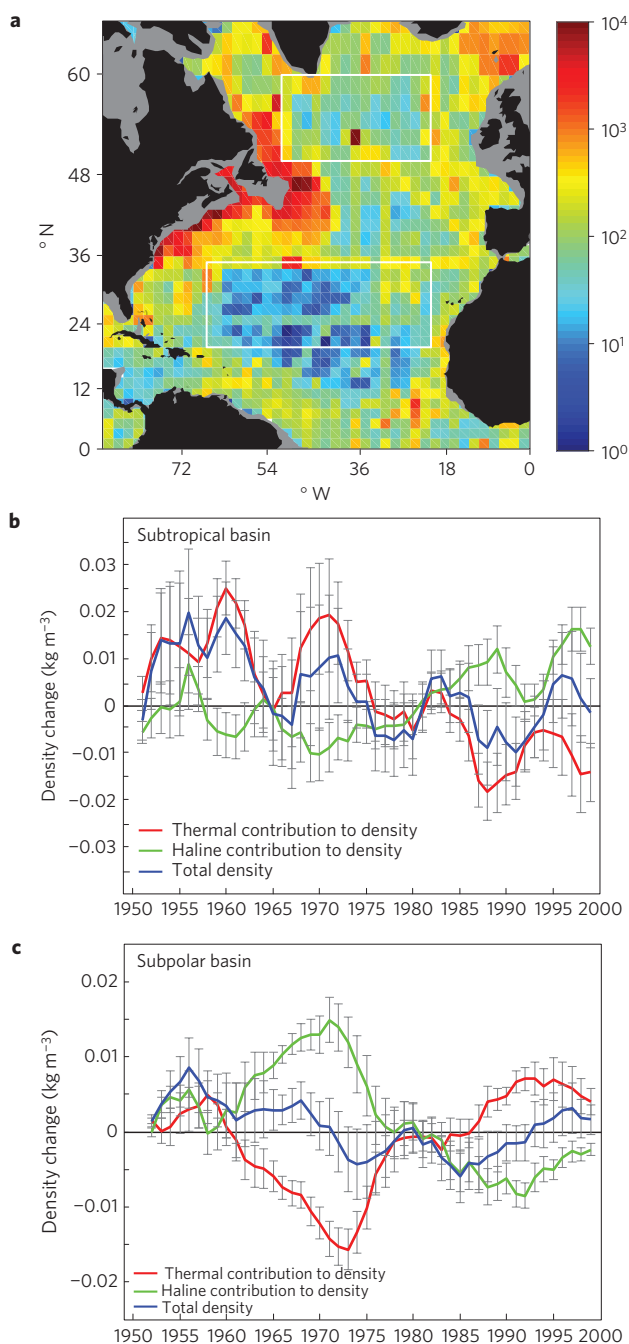 a
60
48
36
24
12
0
° N
72
54
36
18
0
° W
10⁴
10³
10²
10¹
10⁰
b
Subtropical basin
0.03
0.02
0.01
0
−0.01
−0.02
−0.03
Density change (kg m⁻³)
Thermal contribution to density
Haline contribution to density
Total density
1950 1955 1960 1965 1970 1975 1980 1985 1990 1995 2000
c
Subpolar basin
0.02
0.01
0
−0.01
−0.02
Density change (kg m⁻³)
Thermal contribution to density
Haline contribution to density
Total density
1950 1955 1960 1965 1970 1975 1980 1985 1990 1995 2000